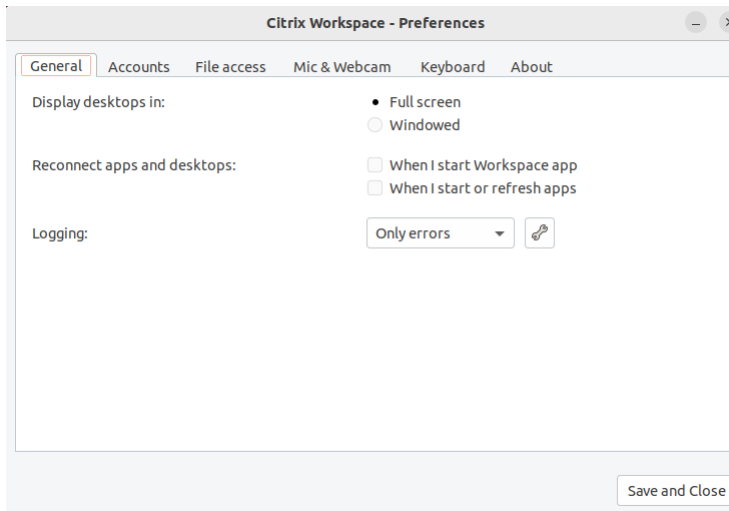 Citrix Workspace - Preferences
General Accounts File access Mic & Webcam Keyboard About
Display desktops in: Full screen
Windowed
Reconnect apps and desktops: When I start Workspace app
When I start or refresh apps
Logging: Only errors
Save and Close